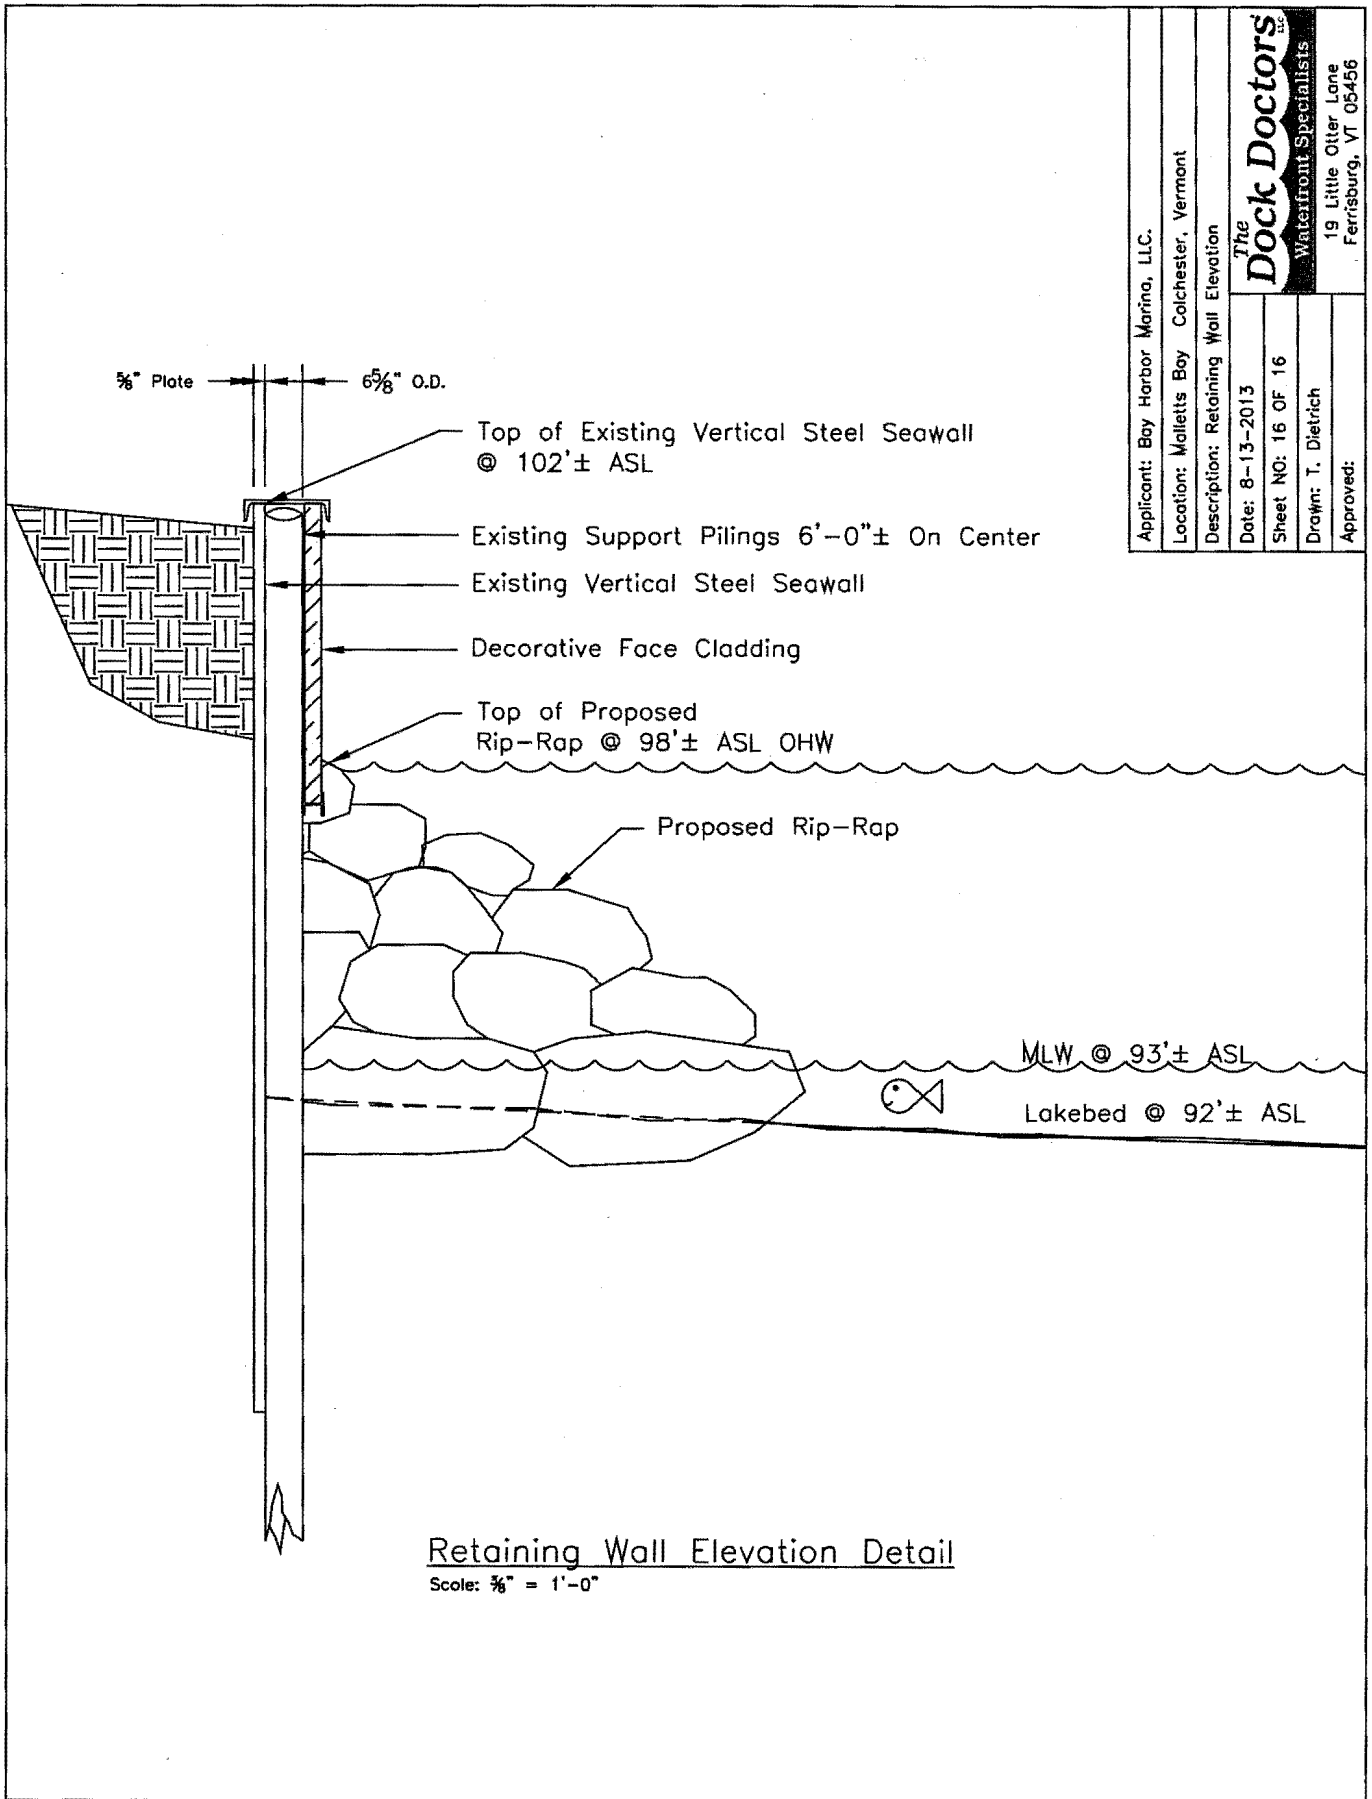 Applicant: Bay Harbor Marina, LLC.
Location: Malletts Bay Colchester, Vermont
Description: Retaining Wall Elevation
Date: 8-13-2013
Sheet NO: 16 OF 16
Drawn: T. Dietrich
Approved:
The
Dock Doctors LLC
Waterfront Specialists
19 Little Otter Lane
Ferrisburg, VT 05456
⅝" Plate
6⅝" O.D.
Top of Existing Vertical Steel Seawall
@ 102'± ASL
Existing Support Pilings 6'-0"± On Center
Existing Vertical Steel Seawall
Decorative Face Cladding
Top of Proposed
Rip-Rap @ 98'± ASL OHW
Proposed Rip-Rap
MLW @ 93'± ASL
Lakebed @ 92'± ASL
Retaining Wall Elevation Detail
Scale: ⅜" = 1'-0"